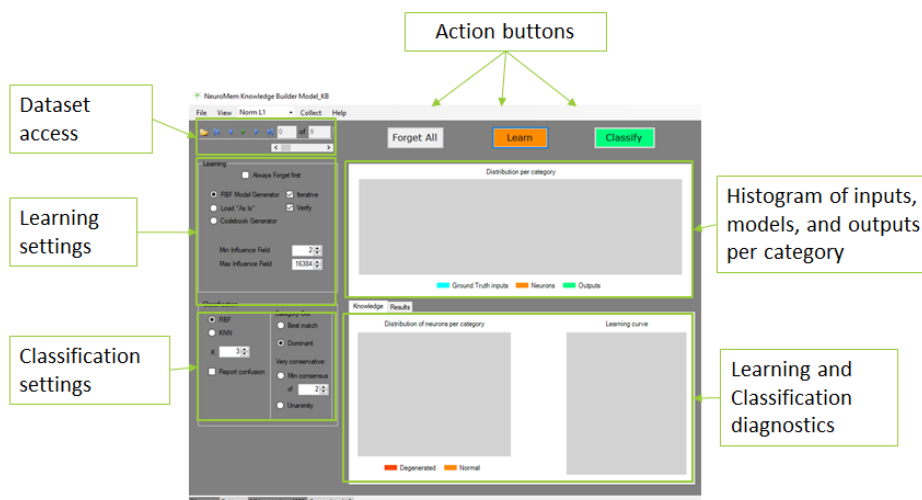 Action buttons
Dataset
access
NeuroMem Knowledge Builder Model_KB
File View Norm L1 Collect Help
0 of 9
Forget All Learn Classify
Learning
Always Forget first
RBF Model Generator Iterative
Load "As Is" Verify
Codebook Generator
Min Influence Field 2
Max Influence Field 16384
Learning
settings
Distribution per category
Ground Truth inputs Neurons Outputs
Histogram of inputs,
models, and outputs
per category
Classification
settings
Classification
RBF
KNN
K 3
Report confusion
Category Out
Best match
Dominant
Very conservative:
Min consensus
of 2
Unanimity
Knowledge Results
Distribution of neurons per category Learning curve
Degenerated Normal
Learning and
Classification
diagnostics